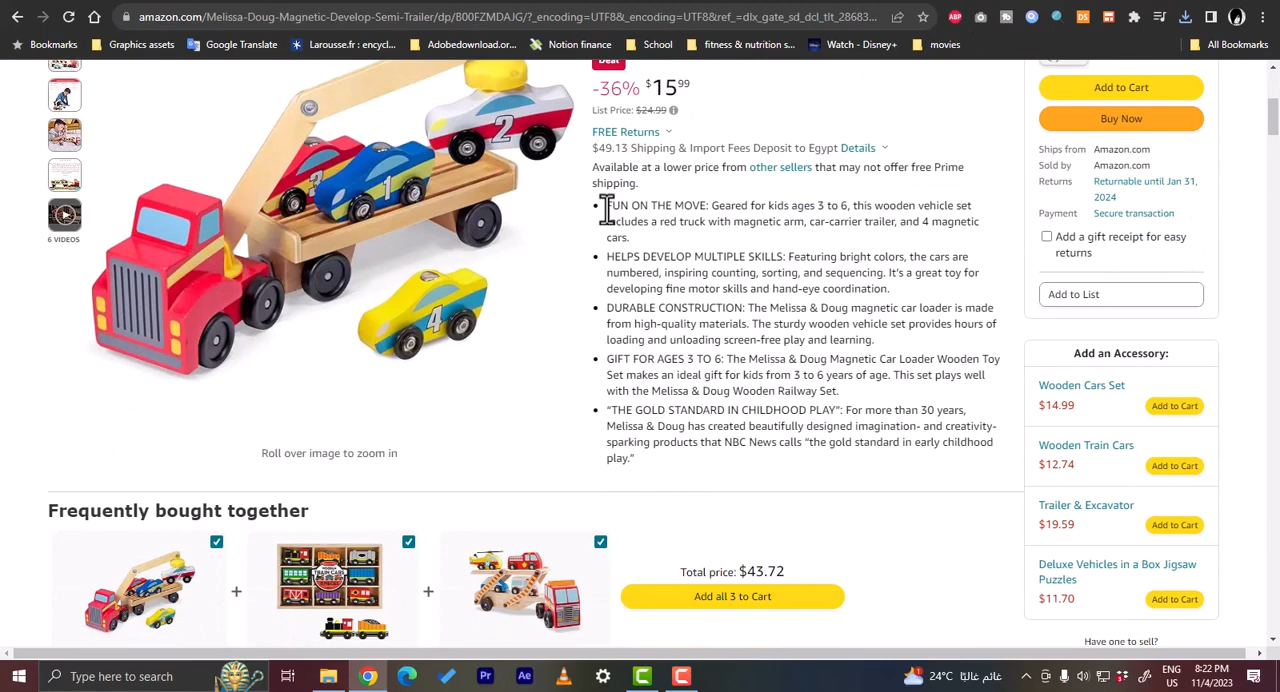 amazon.com/Melissa-Doug-Magnetic-Develop-Semi-Trailer/dp/B00FZMDAJG/?_encoding=UTF8&_encoding=UTF8&ref_=dlx_gate_sd_dcl_tlt_28683...
Bookmarks Graphics assets Google Translate Larousse.fr : encycl... Adobedownload.org... Notion finance School fitness & nutrition s... Watch - Disney+ movies All Bookmarks
Deal
-36% $15 99
List Price: $24.99
FREE Returns
$49.13 Shipping & Import Fees Deposit to Egypt Details
Available at a lower price from other sellers that may not offer free Prime
shipping.
FUN ON THE MOVE: Geared for kids ages 3 to 6, this wooden vehicle set
includes a red truck with magnetic arm, car-carrier trailer, and 4 magnetic
cars.
HELPS DEVELOP MULTIPLE SKILLS: Featuring bright colors, the cars are
numbered, inspiring counting, sorting, and sequencing. It's a great toy for
developing fine motor skills and hand-eye coordination.
DURABLE CONSTRUCTION: The Melissa & Doug magnetic car loader is made
from high-quality materials. The sturdy wooden vehicle set provides hours of
loading and unloading screen-free play and learning.
GIFT FOR AGES 3 TO 6: The Melissa & Doug Magnetic Car Loader Wooden Toy
Set makes an ideal gift for kids from 3 to 6 years of age. This set plays well
with the Melissa & Doug Wooden Railway Set.
“THE GOLD STANDARD IN CHILDHOOD PLAY”: For more than 30 years,
Melissa & Doug has created beautifully designed imagination- and creativity-
sparking products that NBC News calls “the gold standard in early childhood
play.”
6 VIDEOS
2
3
1
4
Roll over image to zoom in
Add to Cart
Buy Now
Ships from Amazon.com
Sold by Amazon.com
Returns Returnable until Jan 31,
2024
Payment Secure transaction
Add a gift receipt for easy
returns
Add to List
Add an Accessory:
Wooden Cars Set
$14.99 Add to Cart
Wooden Train Cars
$12.74 Add to Cart
Trailer & Excavator
$19.59 Add to Cart
Deluxe Vehicles in a Box Jigsaw
Puzzles
$11.70 Add to Cart
Have one to sell?
Frequently bought together
+
+
Total price: $43.72
Add all 3 to Cart
Type here to search
24°C غائم غالبًا
ENG
US
8:22 PM
11/4/2023